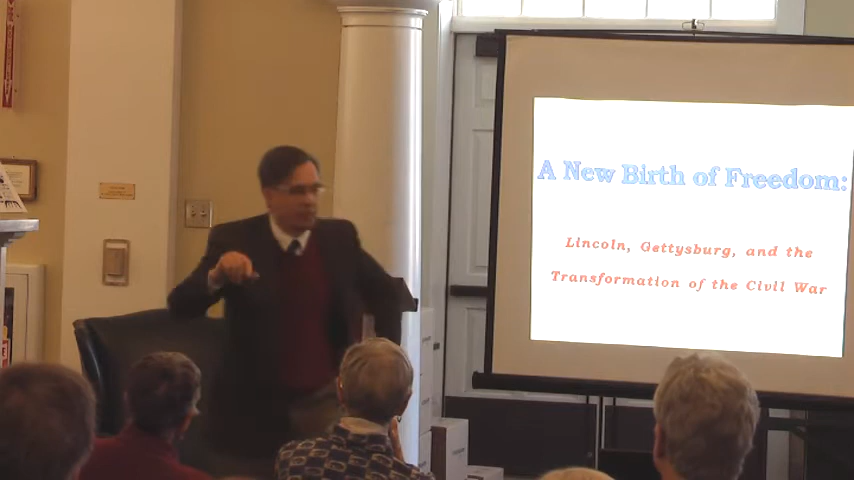 A New Birth of Freedom:
Lincoln, Gettysburg, and the
Transformation of the Civil War